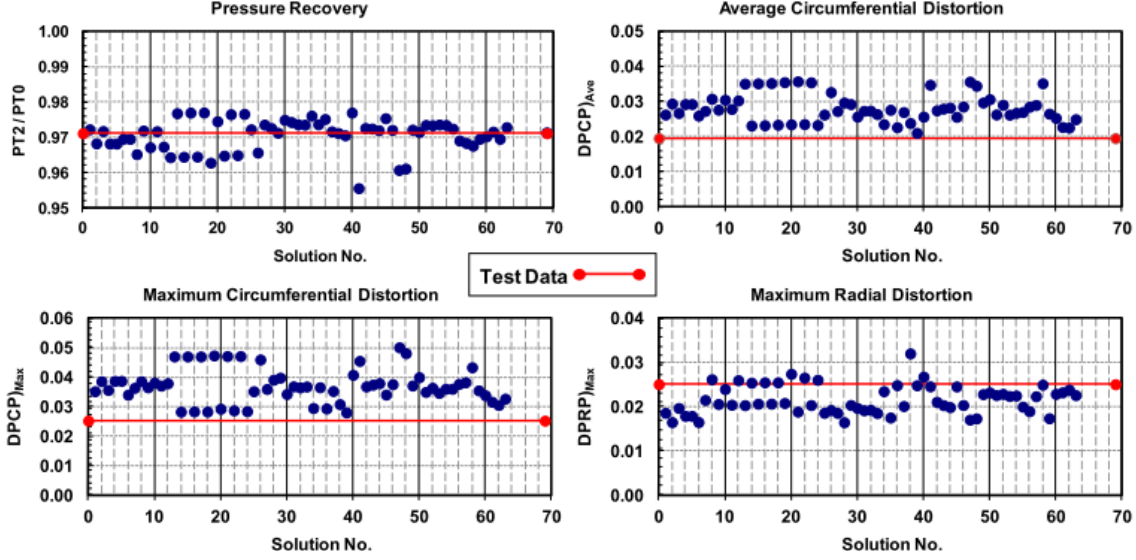 Pressure Recovery
1.00
0.99
0.98
0.97
0.96
0.95
PT2 / PT0
0 10 20 30 40 50 60 70
Solution No.
Average Circumferential Distortion
0.05
0.04
0.03
0.02
0.01
0.00
DPCP)Ave
0 10 20 30 40 50 60 70
Solution No.
Test Data
Maximum Circumferential Distortion
0.06
0.05
0.04
0.03
0.02
0.01
0.00
DPCP)Max
0 10 20 30 40 50 60 70
Solution No.
Maximum Radial Distortion
0.04
0.03
0.02
0.01
0.00
DPRP)Max
0 10 20 30 40 50 60 70
Solution No.